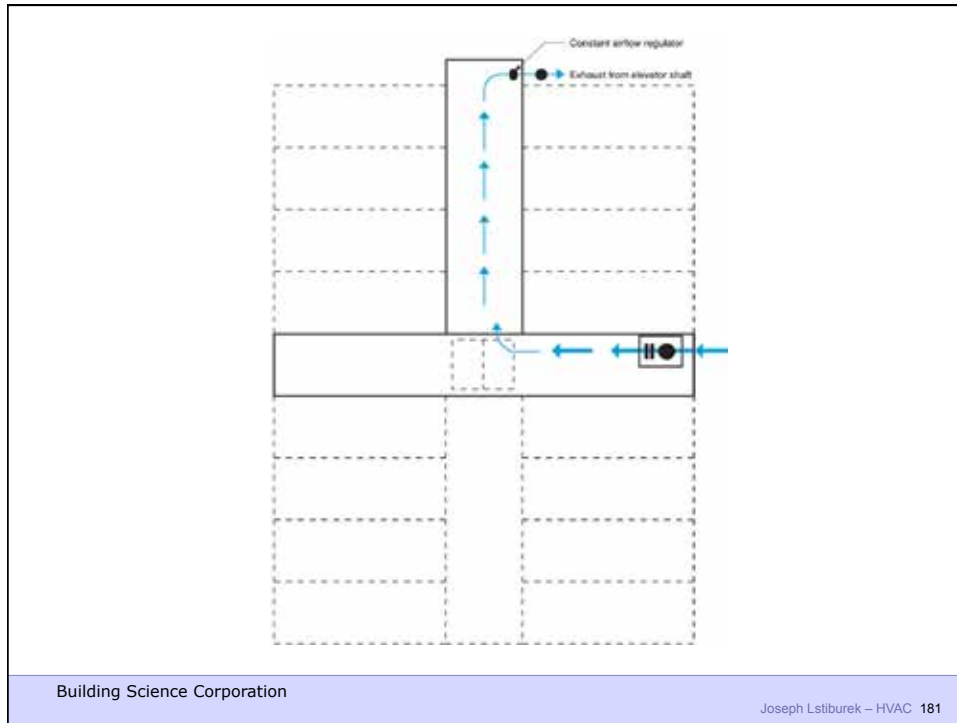 Constant airflow regulator
Exhaust from elevator shaft
Building Science Corporation
Joseph Lstiburek – HVAC 181